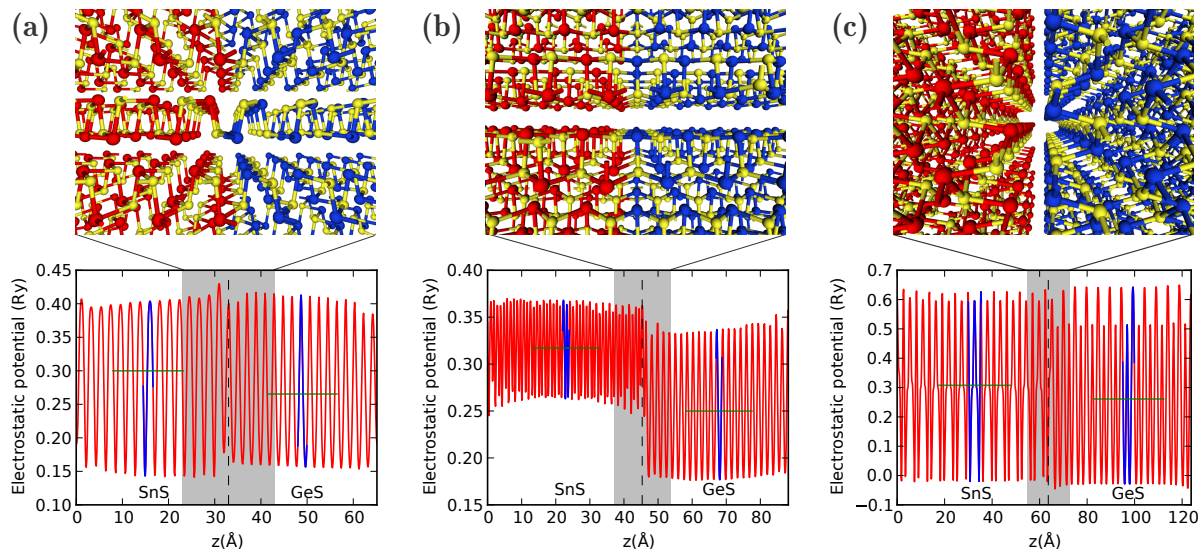 (a)
(b)
(c)
Electrostatic potential (Ry)
0.45
0.40
0.35
0.30
0.25
0.20
0.15
0.10
SnS
GeS
0 10 20 30 40 50 60
z(Å)
Electrostatic potential (Ry)
0.40
0.35
0.30
0.25
0.20
0.15
SnS
GeS
0 10 20 30 40 50 60 70 80
z(Å)
Electrostatic potential (Ry)
0.7
0.6
0.5
0.4
0.3
0.2
0.1
0.0
−0.1
SnS
GeS
0 20 40 60 80 100 120
z(Å)